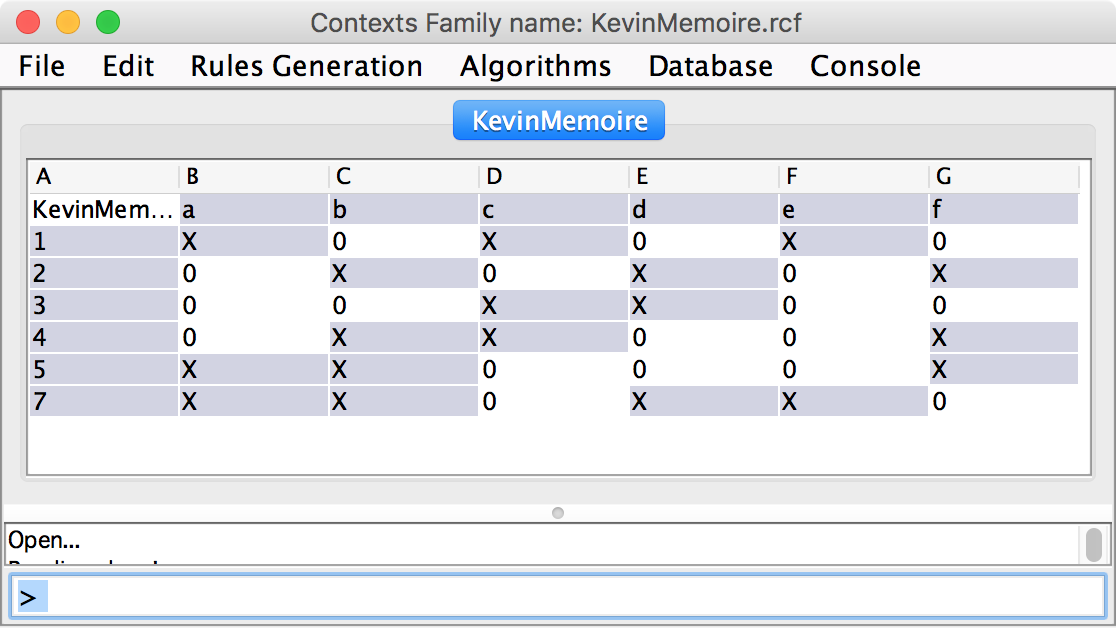 Contexts Family name: KevinMemoire.rcf
File Edit Rules Generation Algorithms Database Console
KevinMemoire
A B C D E F G
KevinMem... a b c d e f
1 X 0 X 0 X 0
2 0 X 0 X 0 X
3 0 0 X X 0 0
4 0 X X 0 0 X
5 X X 0 0 0 X
7 X X 0 X X 0
Open...
>